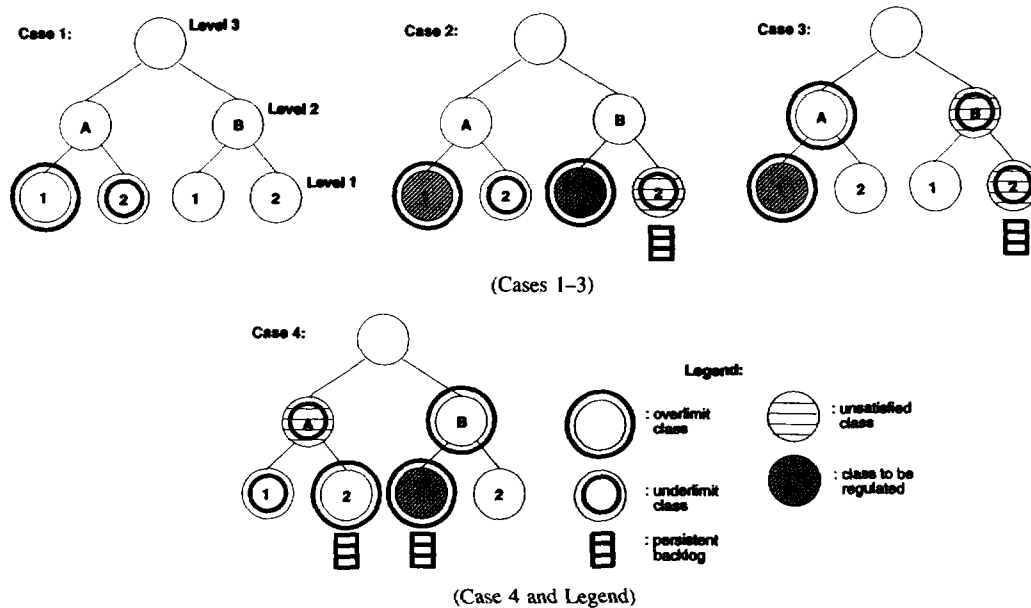 Case 1:
Level 3
Case 2:
Case 3:
A
B
Level 2
A
B
A
B
1
2
1
2
Level 1
1
2
2
2
1
2
(Cases 1–3)
Case 4:
Legend:
A
B
: overlimit
class
: unsatisfied
class
1
2
2
: underlimit
class
: class to be
regulated
: persistent
backlog
(Case 4 and Legend)